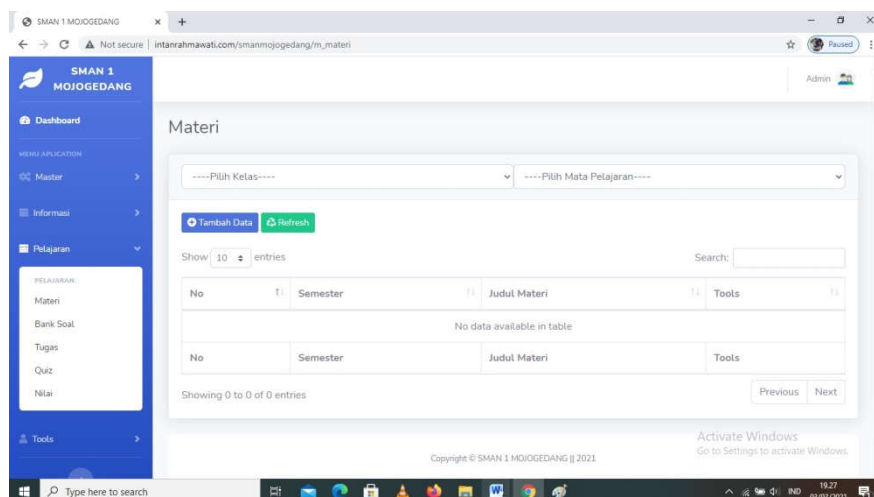 SMAN 1 MOJOGEDANG
Not secure | intanrahmawati.com/smanmojogedang/m_materi
Paused
SMAN 1
MOJOGEDANG
Admin
Dashboard
Materi
MENU APLICATION
Master
----Pilih Kelas----
----Pilih Mata Pelajaran----
Informasi
Tambah Data
Refresh
Pelajaran
Show 10 entries
Search:
PELAJARAN:
Materi
No
Semester
Judul Materi
Tools
Bank Soal
No data available in table
Tugas
No
Semester
Judul Materi
Tools
Quiz
Nilai
Showing 0 to 0 of 0 entries
Previous
Next
Tools
Activate Windows
Go to Settings to activate Windows.
Copyright © SMAN 1 MOJOGEDANG || 2021
Type here to search
IND
19.27